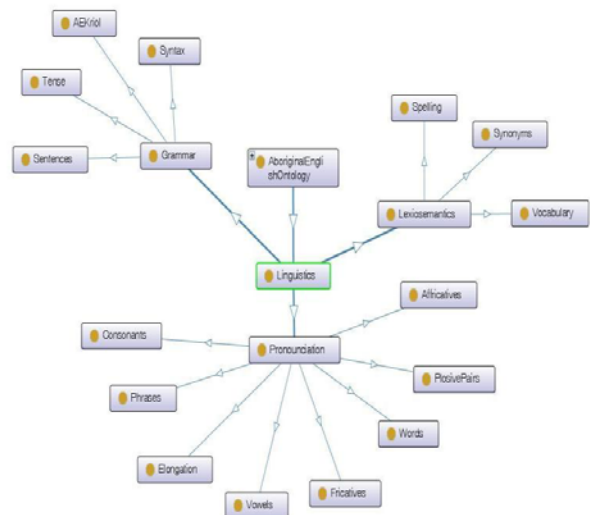 AEKriol
Syntax
Tense
Sentences
Grammar
AboriginalEngli
shOntology
Spelling
Synonyms
Lexiosemantics
Vocabulary
Linguistics
Affricatives
Consonants
Pronounciation
PlosivePairs
Phrases
Words
Elongation
Fricatives
Vowels